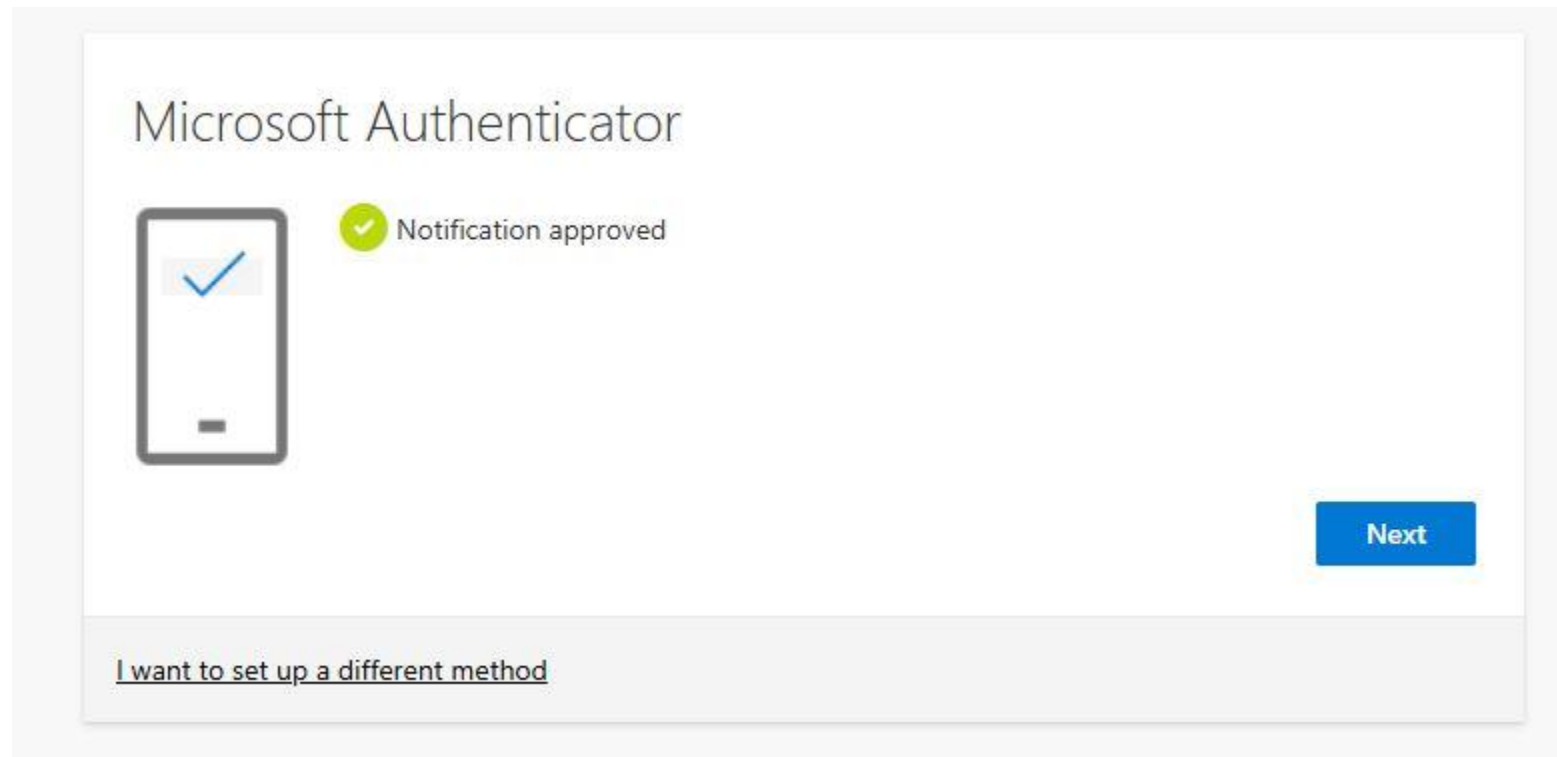 Microsoft Authenticator
Notification approved
Next
I want to set up a different method